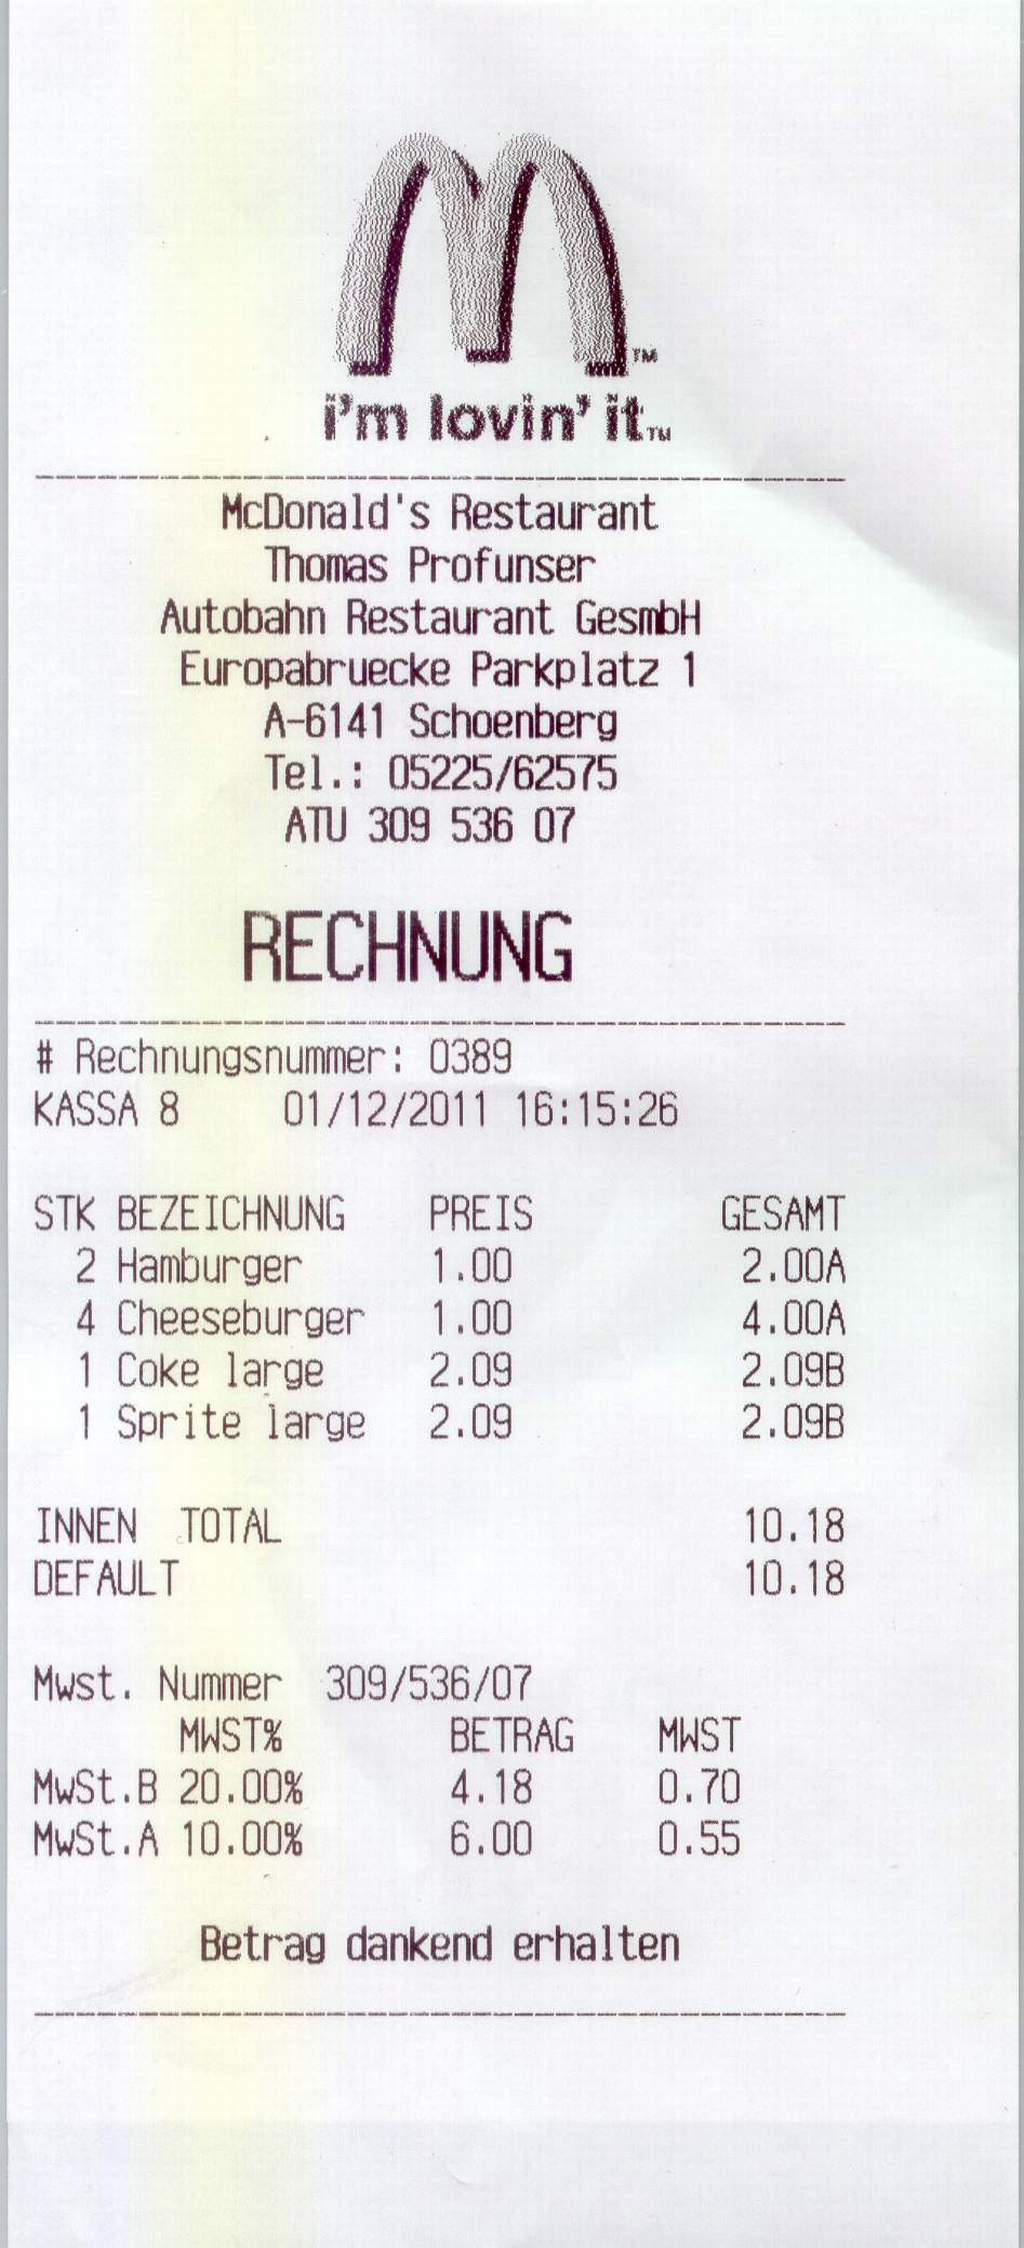 i'm lovin' it™
McDonald's Restaurant
Thomas Profunser
Autobahn Restaurant GesmbH
Europabruecke Parkplatz 1
A-6141 Schoenberg
Tel.: 05225/62575
ATU 309 536 07
RECHNUNG
# Rechnungsnummer: 0389
KASSA 8 01/12/2011 16:15:26
STK BEZEICHNUNG PREIS GESAMT
2 Hamburger 1.00 2.00A
4 Cheeseburger 1.00 4.00A
1 Coke large 2.09 2.09B
1 Sprite large 2.09 2.09B
INNEN TOTAL 10.18
DEFAULT 10.18
Mwst. Nummer 309/536/07
MWST% BETRAG MWST
MwSt.B 20.00% 4.18 0.70
MwSt.A 10.00% 6.00 0.55
Betrag dankend erhalten